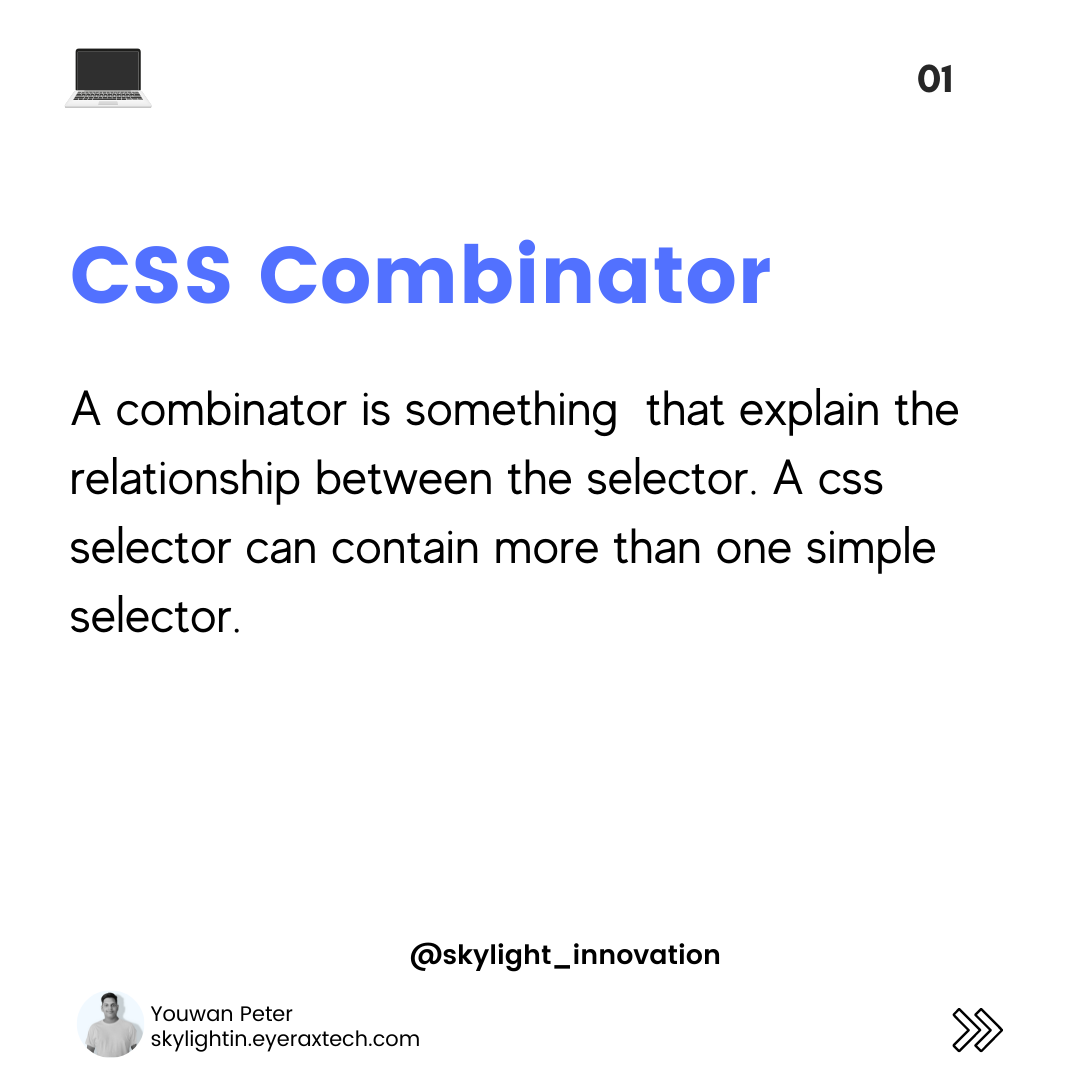 01
CSS Combinator
A combinator is something  that explain the
relationship between the selector. A css
selector can contain more than one simple
selector.
@skylight_innovation
Youwan Peter
skylightin.eyeraxtech.com